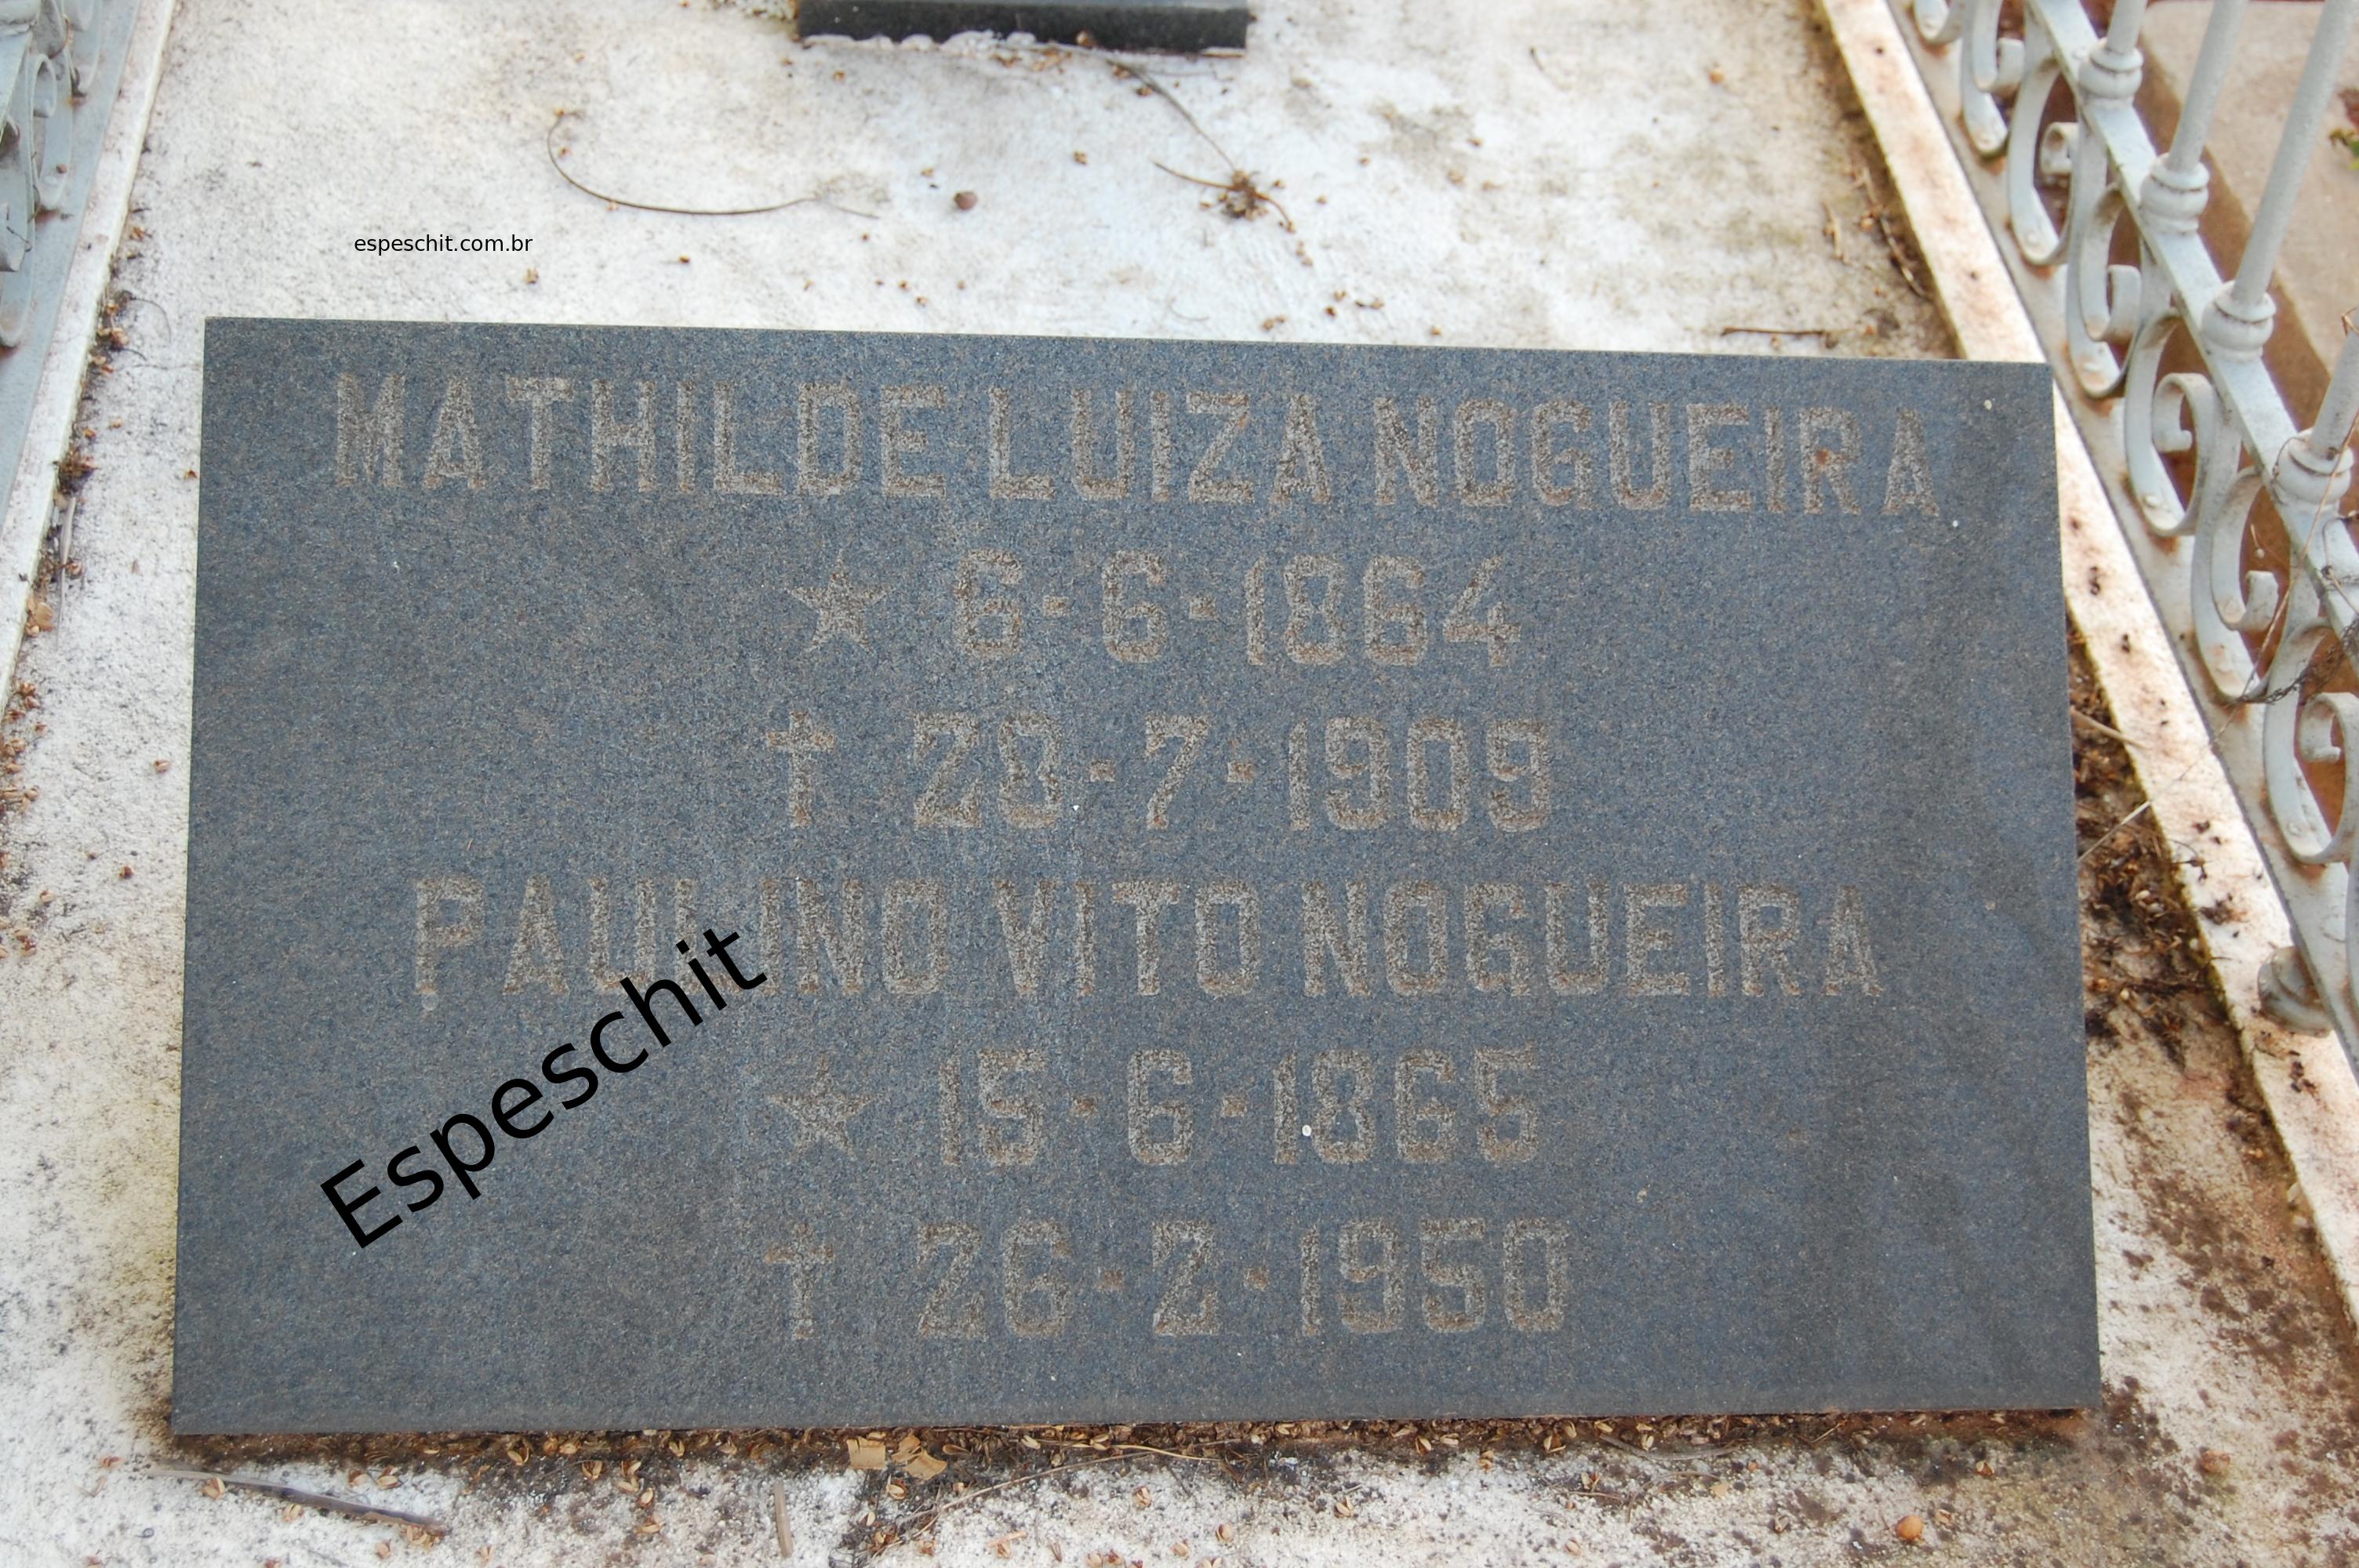 espeschit.com.br
MATHILDE LUIZA NOGUEIRA
★ 6-6-1864
✝ 28-7-1909
PAULINO VITO NOGUEIRA
Espeschit
★ 15-6-1865
✝ 26-2-1950